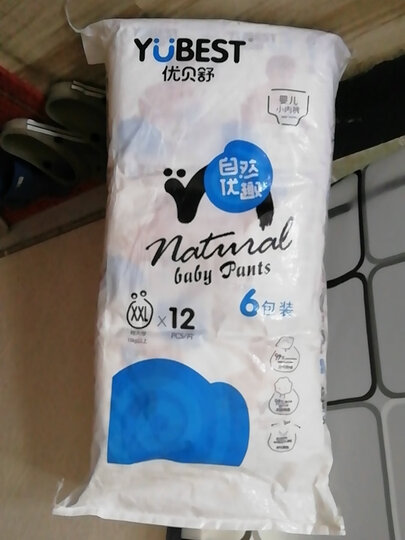 YÜBEST
优贝舒
婴儿
小内裤
自然
优趣
natural
baby Pants
XXL
×12
PCS/片
6包装